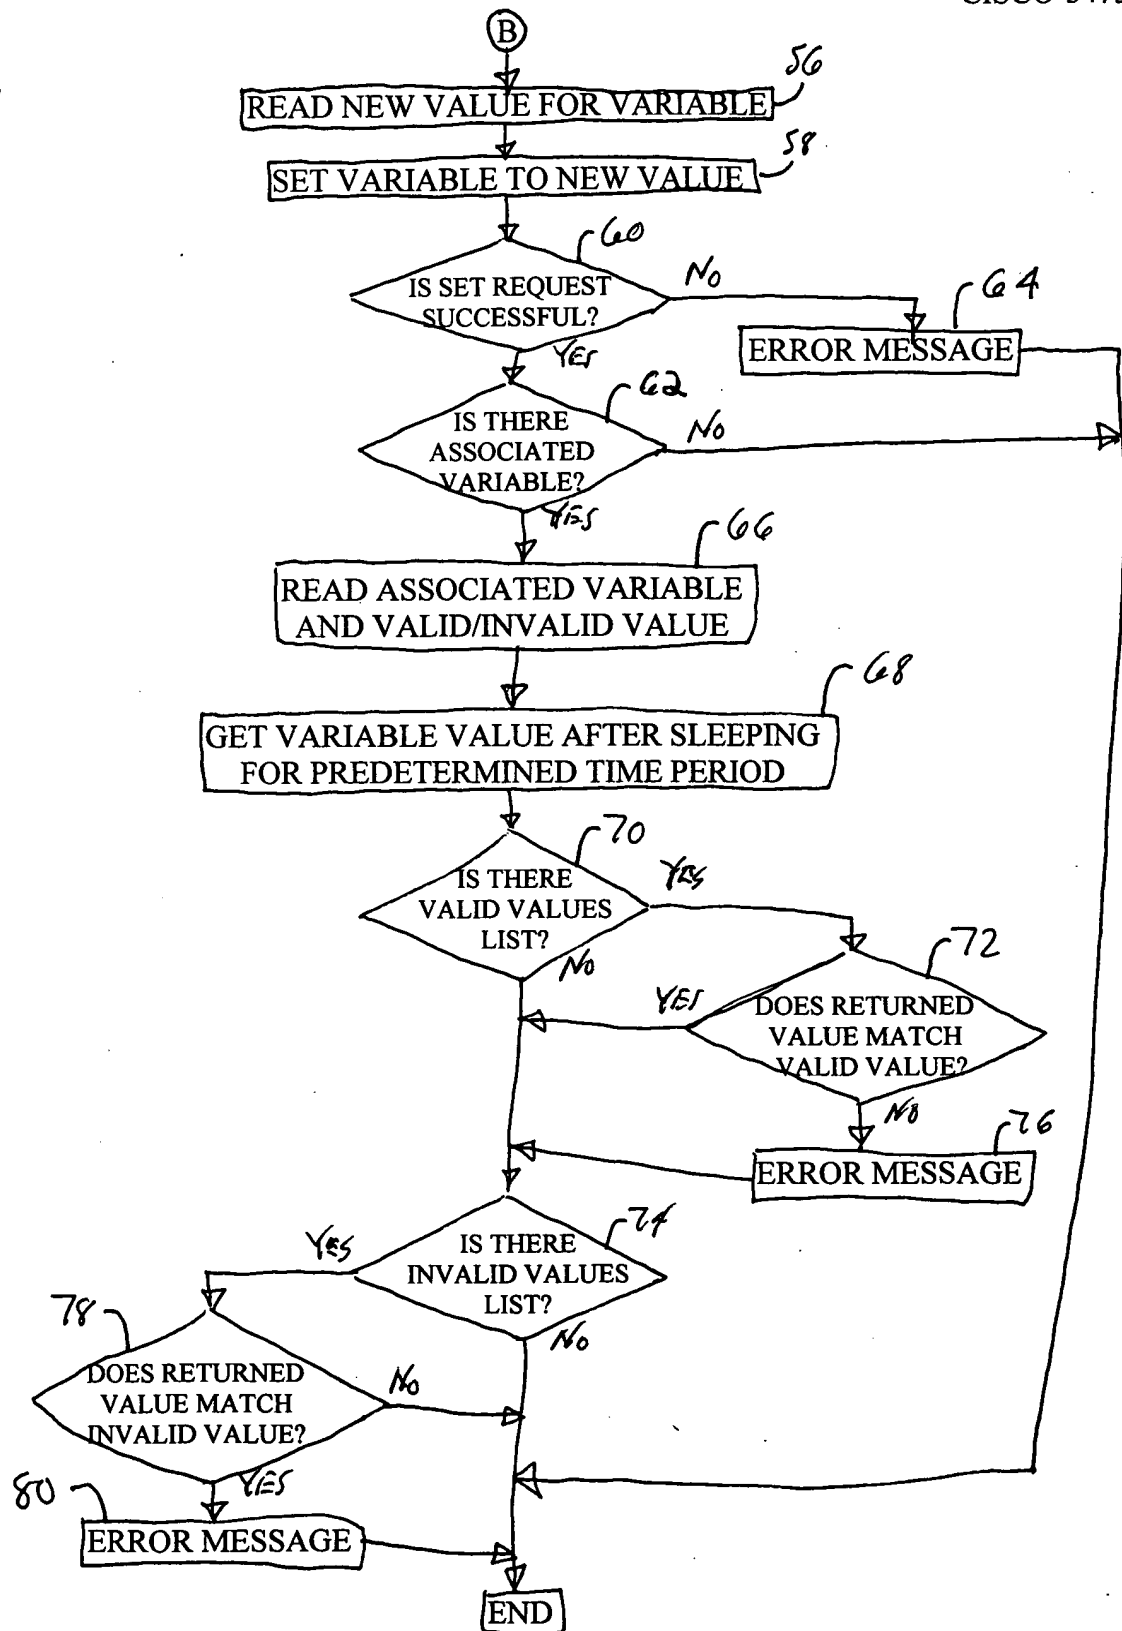 B
56
READ NEW VALUE FOR VARIABLE
58
SET VARIABLE TO NEW VALUE
60
IS SET REQUEST
SUCCESSFUL?
No
64
ERROR MESSAGE
YES
62
IS THERE
ASSOCIATED
VARIABLE?
No
YES
66
READ ASSOCIATED VARIABLE
AND VALID/INVALID VALUE
68
GET VARIABLE VALUE AFTER SLEEPING
FOR PREDETERMINED TIME PERIOD
70
IS THERE
VALID VALUES
LIST?
YES
No
72
DOES RETURNED
VALUE MATCH
VALID VALUE?
YES
No
76
ERROR MESSAGE
74
IS THERE
INVALID VALUES
LIST?
YES
No
78
DOES RETURNED
VALUE MATCH
INVALID VALUE?
No
YES
80
ERROR MESSAGE
END